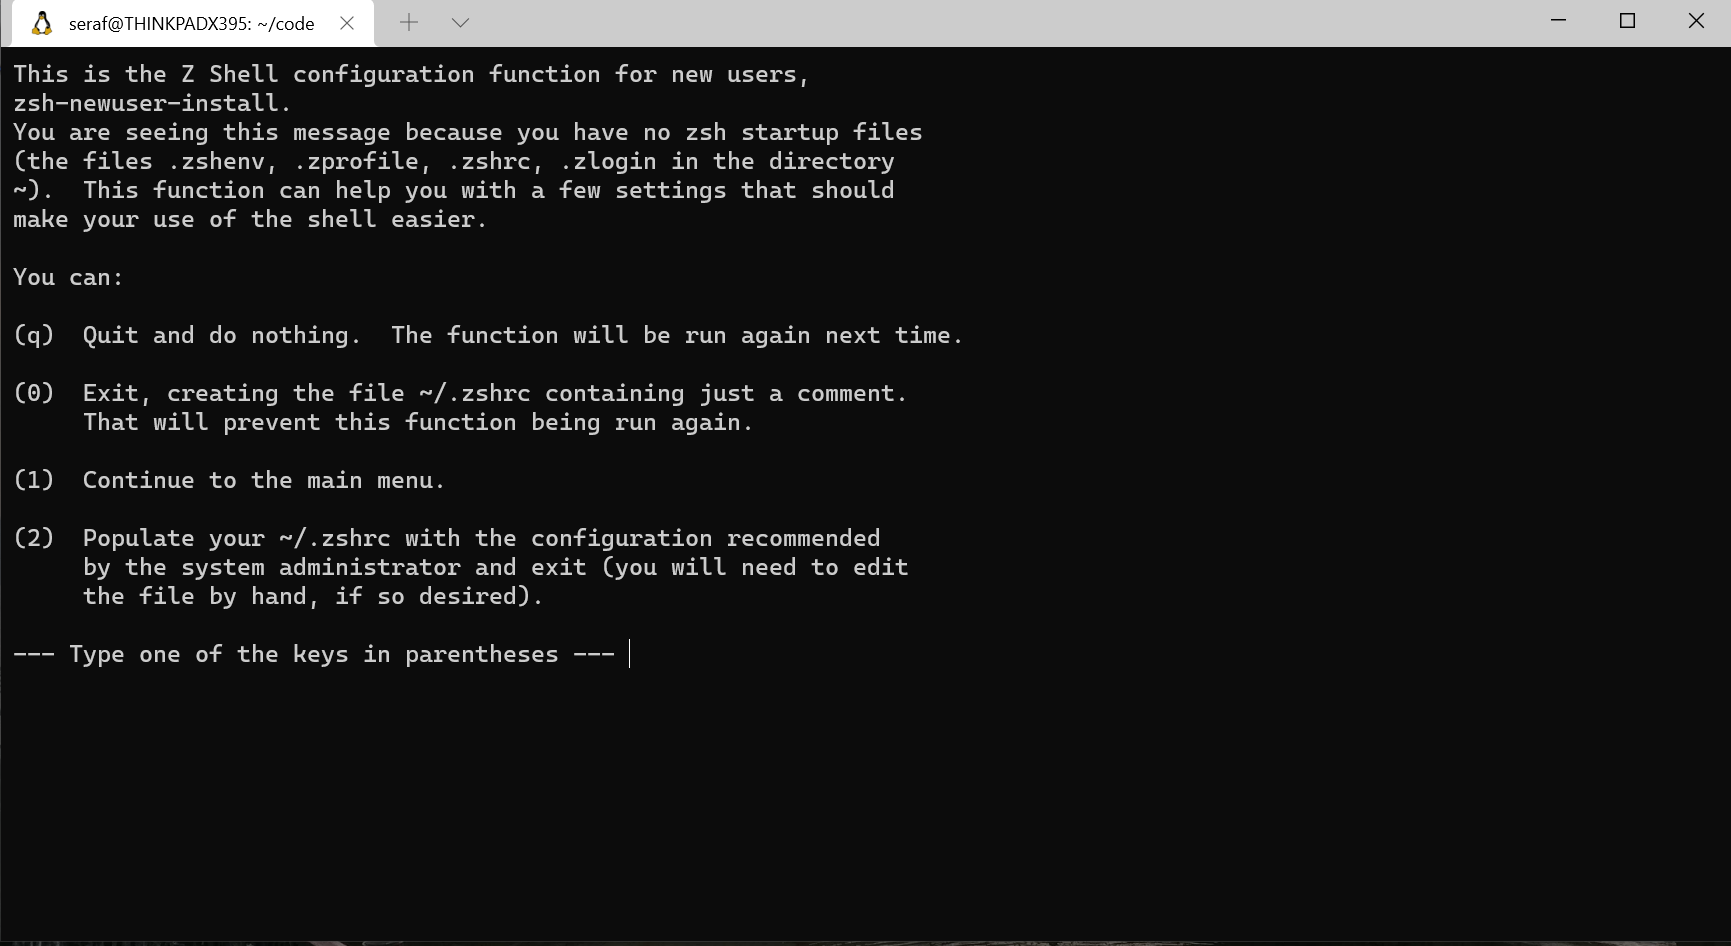 seraf@THINKPADX395: ~/code
This is the Z Shell configuration function for new users,
zsh-newuser-install.
You are seeing this message because you have no zsh startup files
(the files .zshenv, .zprofile, .zshrc, .zlogin in the directory
~).  This function can help you with a few settings that should
make your use of the shell easier.

You can:

(q)  Quit and do nothing.  The function will be run again next time.

(0)  Exit, creating the file ~/.zshrc containing just a comment.
     That will prevent this function being run again.

(1)  Continue to the main menu.

(2)  Populate your ~/.zshrc with the configuration recommended
     by the system administrator and exit (you will need to edit
     the file by hand, if so desired).

--- Type one of the keys in parentheses ---